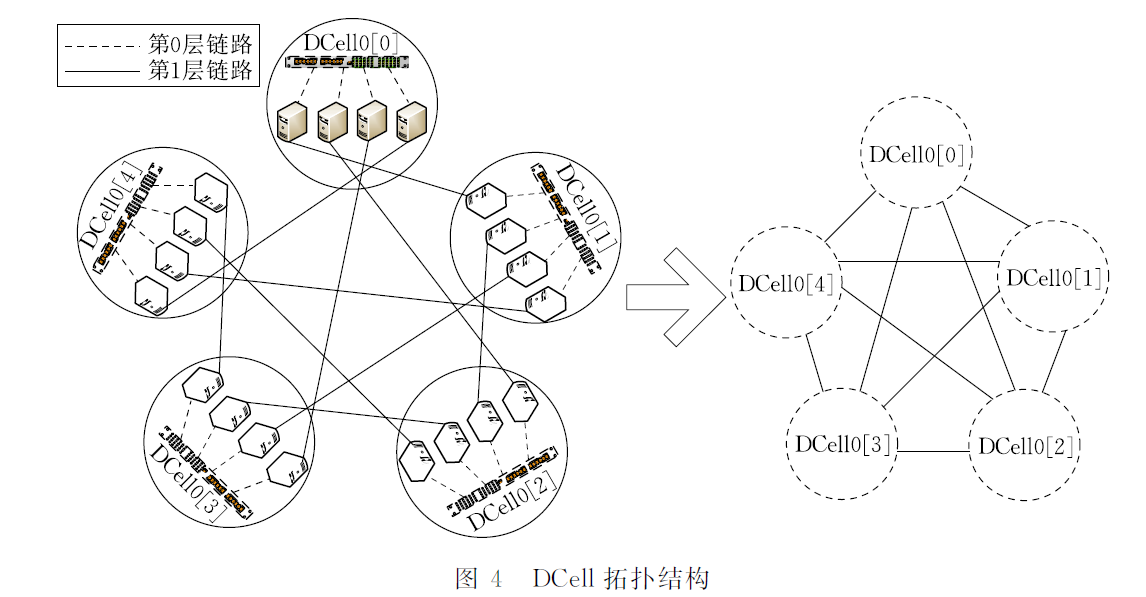 第0层链路
第1层链路
DCell0[0]
DCell0[4]
DCell0[1]
DCell0[3]
DCell0[2]
DCell0[0]
DCell0[4]
DCell0[1]
DCell0[3]
DCell0[2]
图 4 DCell 拓扑结构